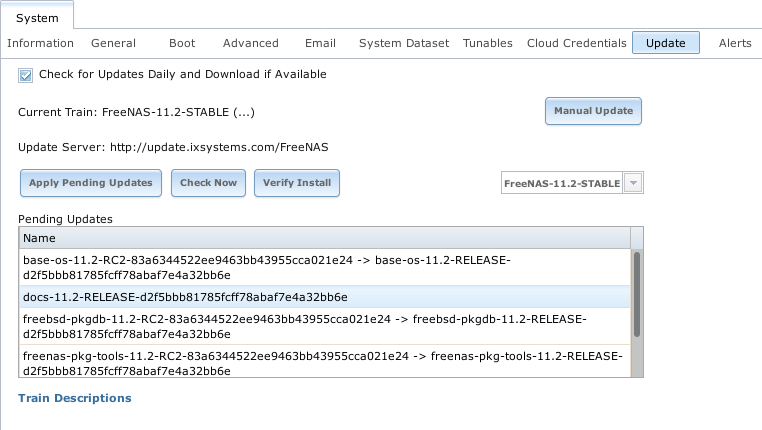 System
Information General Boot Advanced Email System Dataset Tunables Cloud Credentials Update Alerts
Check for Updates Daily and Download if Available
Current Train: FreeNAS-11.2-STABLE (...)
Manual Update
Update Server: http://update.ixsystems.com/FreeNAS
Apply Pending Updates Check Now Verify Install FreeNAS-11.2-STABLE
Pending Updates
Name
base-os-11.2-RC2-83a6344522ee9463bb43955cca021e24 -> base-os-11.2-RELEASE-
d2f5bbb81785fcff78abaf7e4a32bb6e
docs-11.2-RELEASE-d2f5bbb81785fcff78abaf7e4a32bb6e
freebsd-pkgdb-11.2-RC2-83a6344522ee9463bb43955cca021e24 -> freebsd-pkgdb-11.2-RELEASE-
d2f5bbb81785fcff78abaf7e4a32bb6e
freenas-pkg-tools-11.2-RC2-83a6344522ee9463bb43955cca021e24 -> freenas-pkg-tools-11.2-RELEASE-
d2f5bbb81785fcff78abaf7e4a32bb6e
Train Descriptions